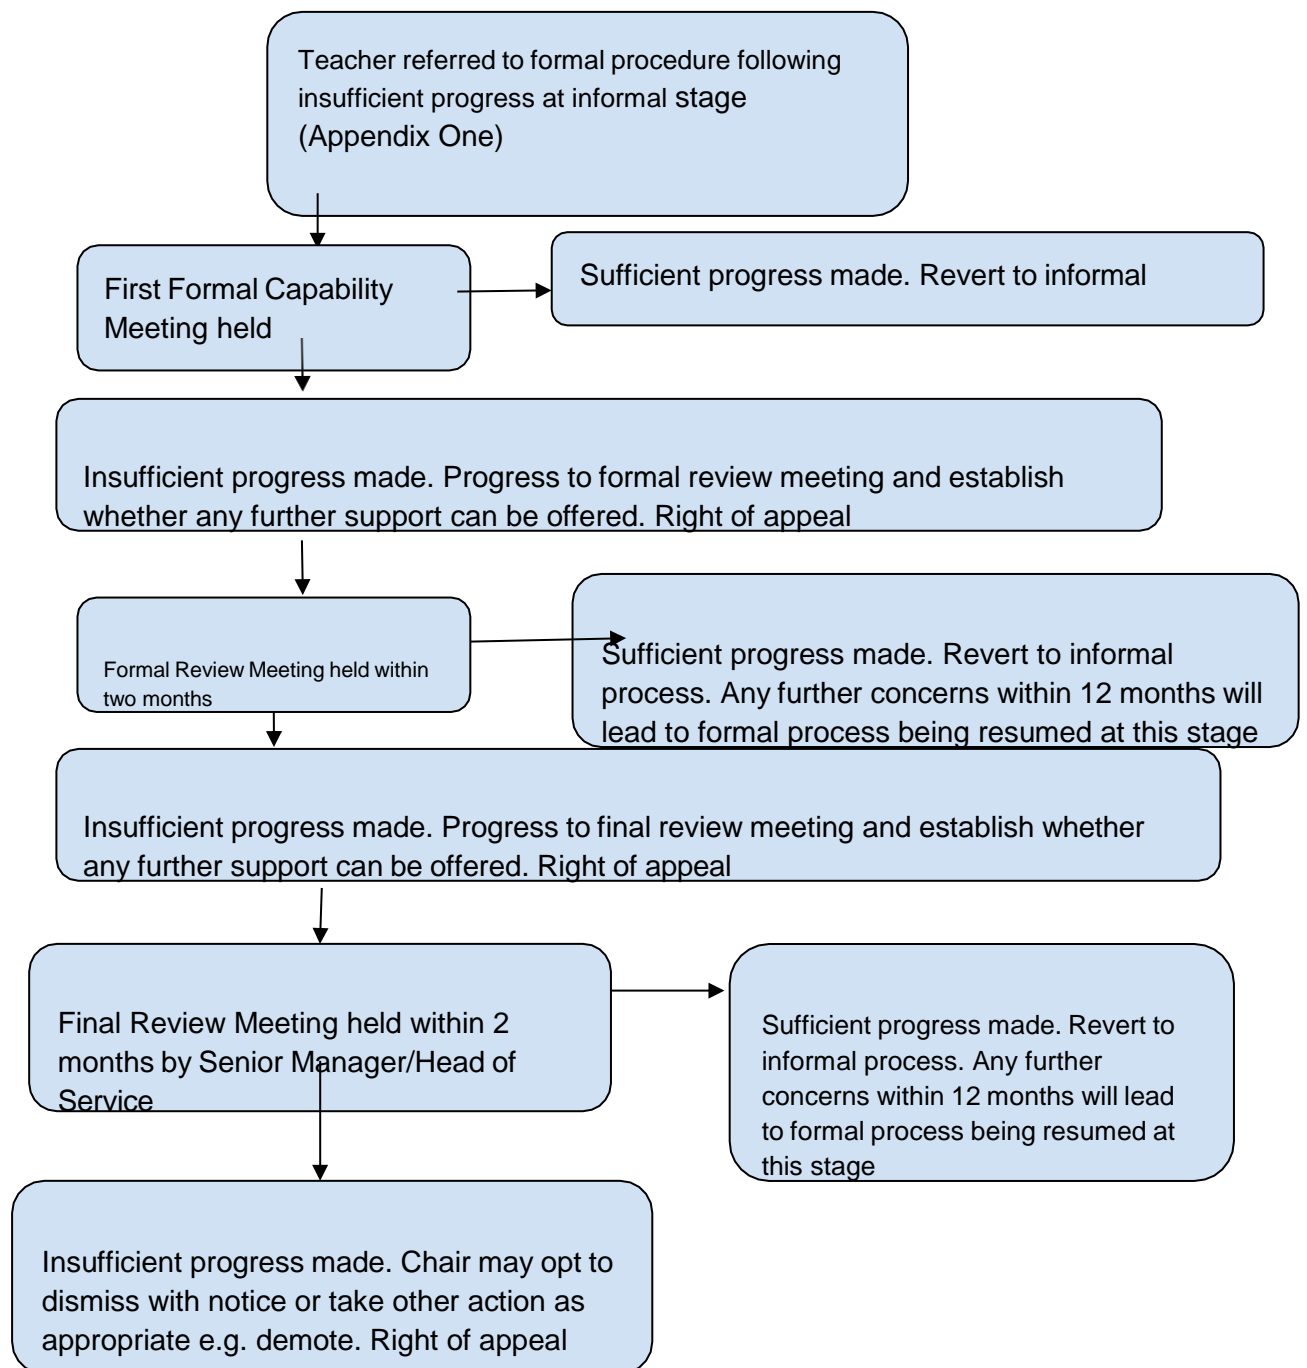 Teacher referred to formal procedure following
insufficient progress at informal stage
(Appendix One)
First Formal Capability
Meeting held
Sufficient progress made. Revert to informal
Insufficient progress made. Progress to formal review meeting and establish
whether any further support can be offered. Right of appeal
Formal Review Meeting held within
two months
Sufficient progress made. Revert to informal
process. Any further concerns within 12 months will
lead to formal process being resumed at this stage
Insufficient progress made. Progress to final review meeting and establish whether
any further support can be offered. Right of appeal
Final Review Meeting held within 2
months by Senior Manager/Head of
Service
Sufficient progress made. Revert to
informal process. Any further
concerns within 12 months will lead
to formal process being resumed at
this stage
Insufficient progress made. Chair may opt to
dismiss with notice or take other action as
appropriate e.g. demote. Right of appeal